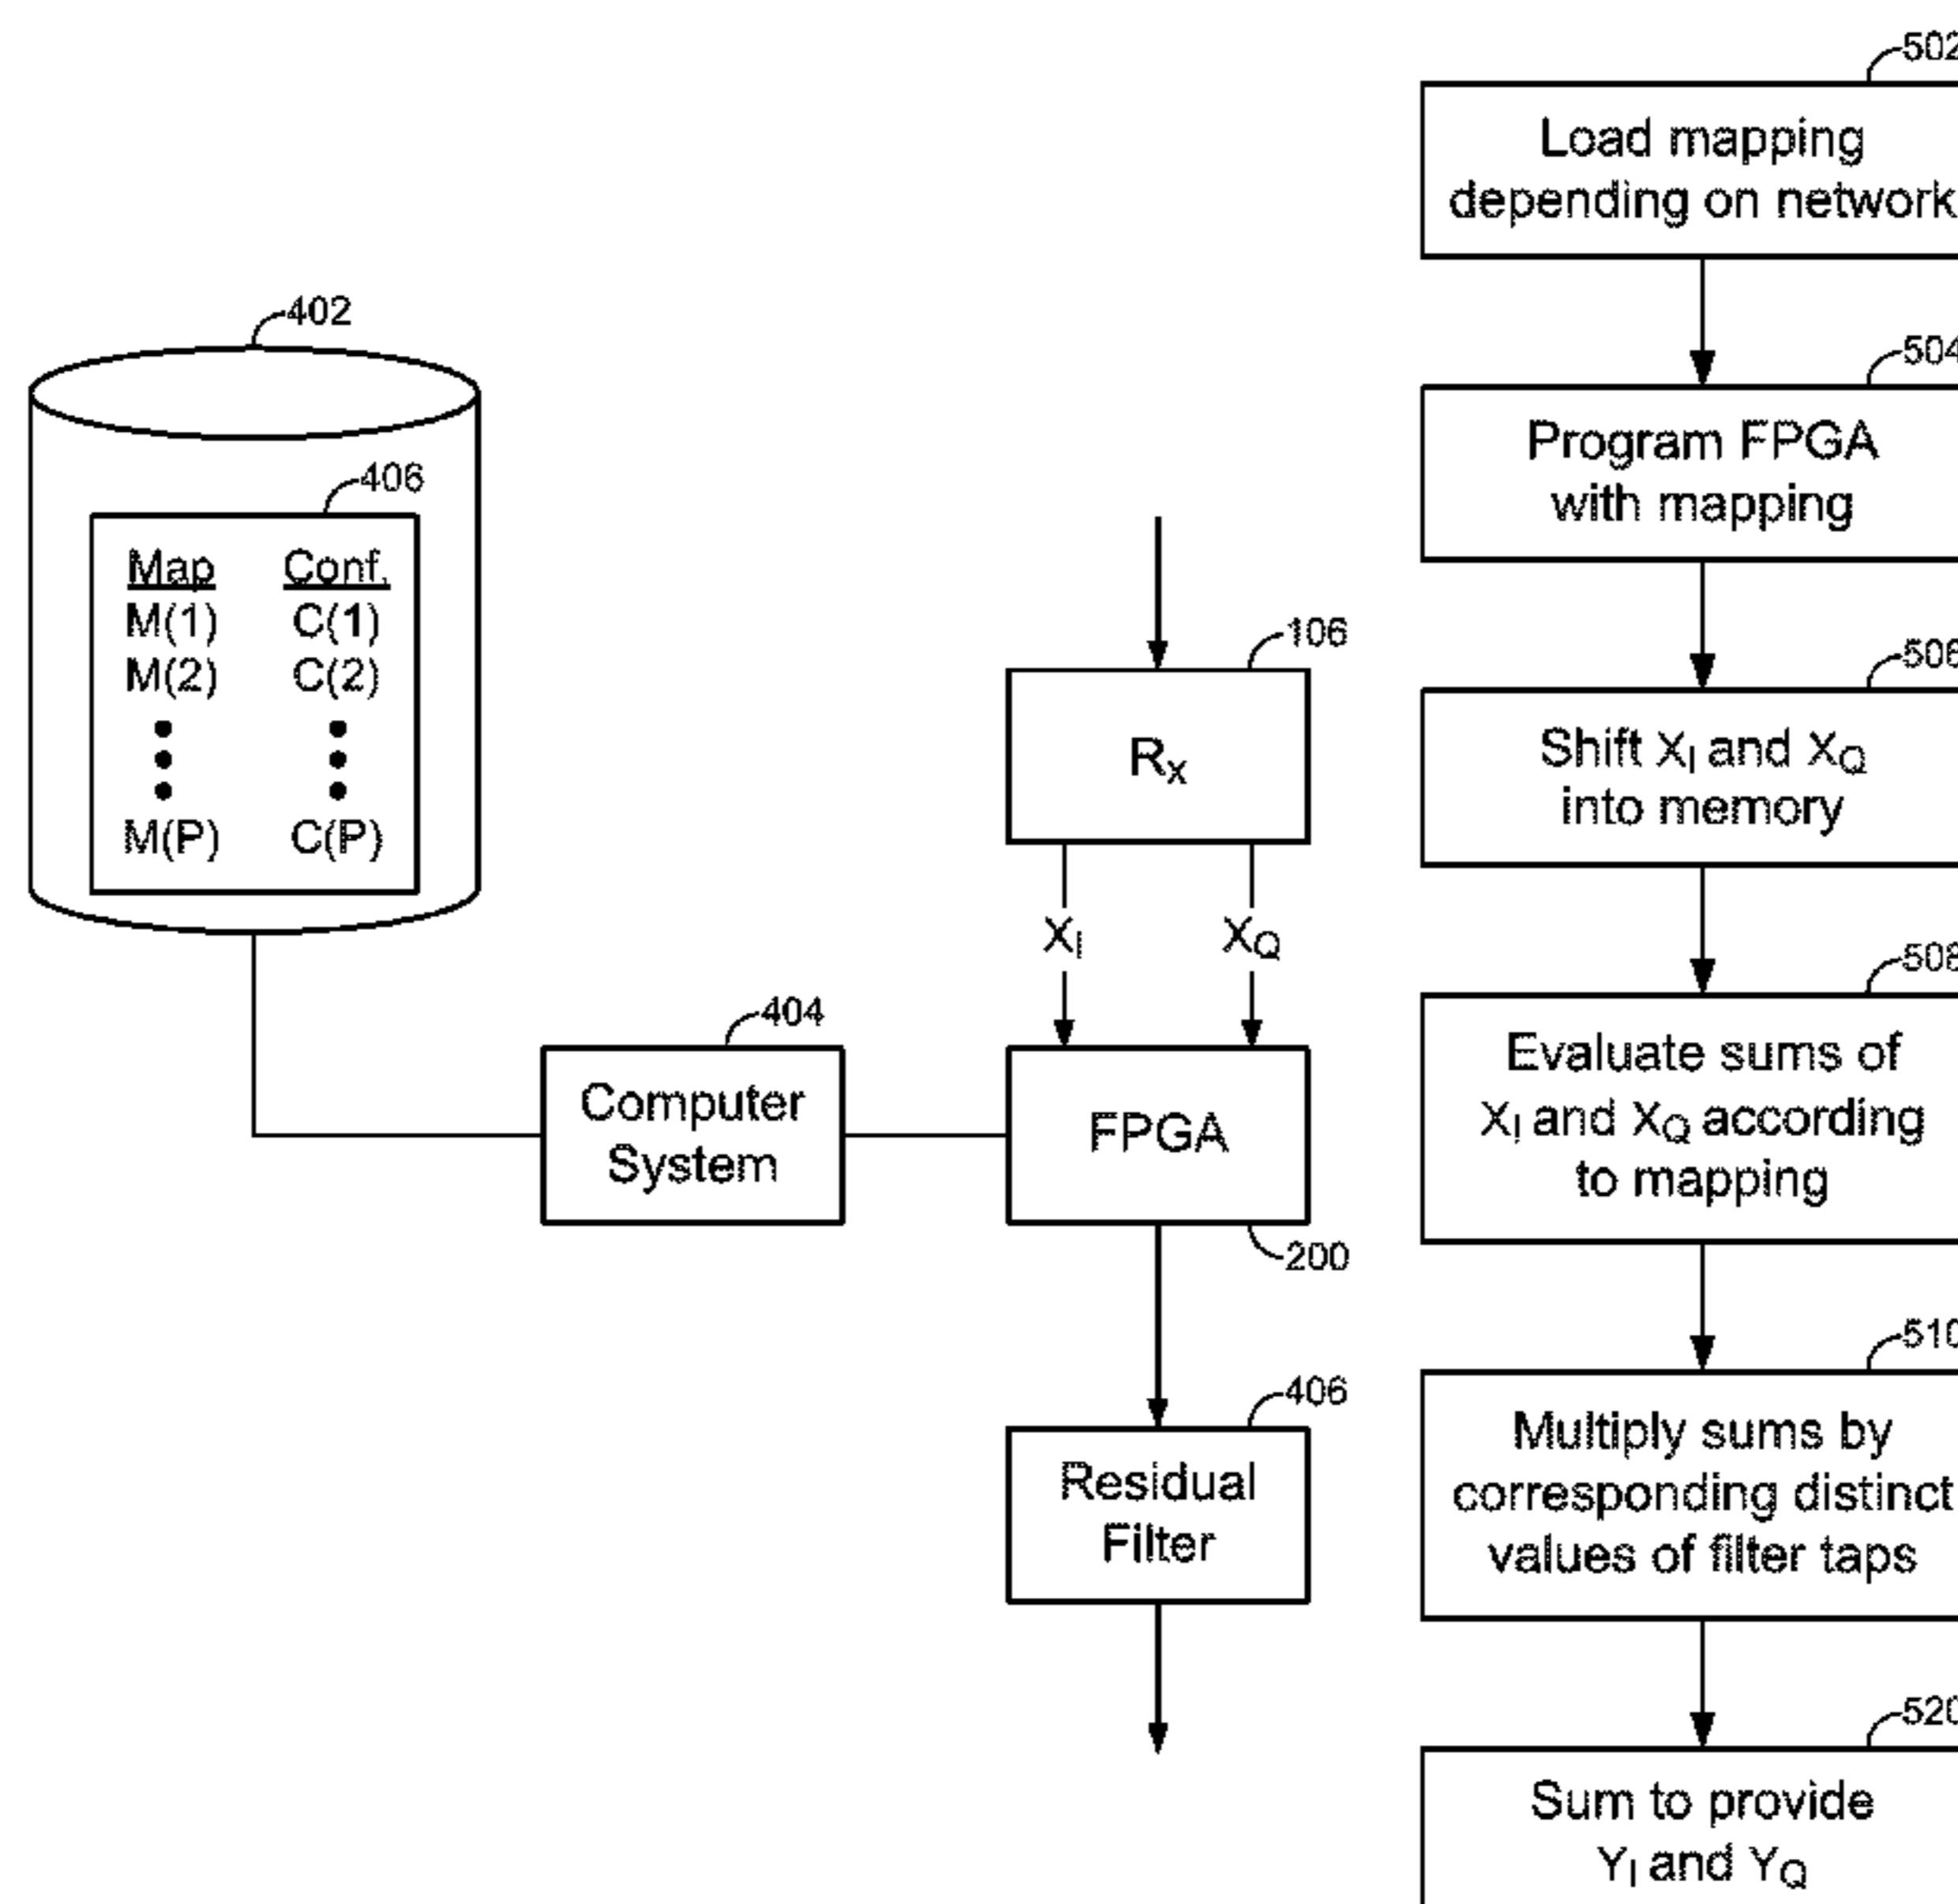 402
406
Map Conf.
M(1) C(1)
M(2) C(2)
M(P) C(P)
404
Computer
System
106
RX
XI XQ
FPGA
200
406
Residual
Filter
502
Load mapping
depending on network
504
Program FPGA
with mapping
506
Shift XI and XQ
into memory
508
Evaluate sums of
XI and XQ according
to mapping
510
Multiply sums by
corresponding distinct
values of filter taps
520
Sum to provide
YI and YQ